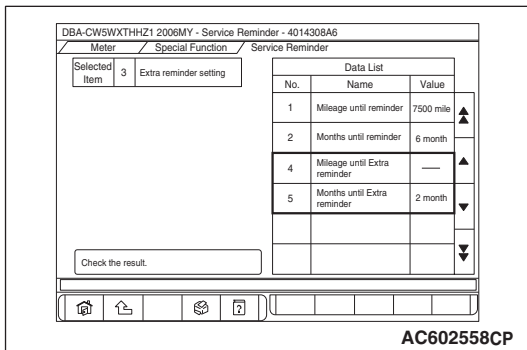 DBA-CW5WXTHHZ1 2006MY - Service Reminder - 4014308A6
Meter / Special Function / Service Reminder
Selected Item 3 Extra reminder setting
Data List
No. Name Value
1 Mileage until reminder 7500 mile
2 Months until reminder 6 month
4 Mileage until Extra reminder —
5 Months until Extra reminder 2 month
Check the result.
?
AC602558CP